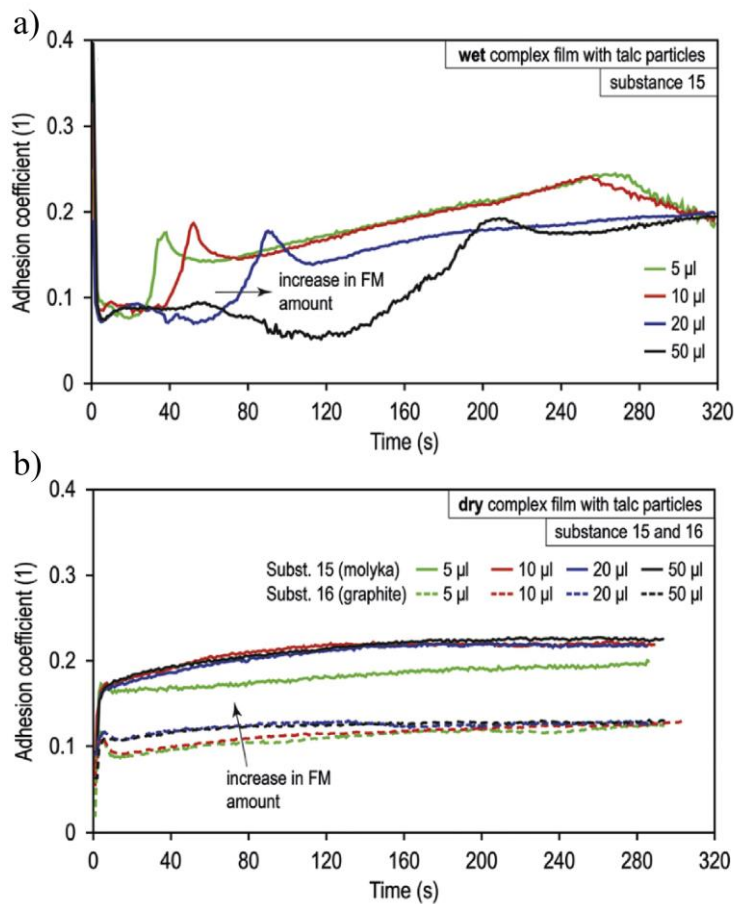 a)
0.4
0.3
0.2
0.1
0
Adhesion coefficient (1)
wet complex film with talc particles
substance 15
increase in FM
amount
5 µl
10 µl
20 µl
50 µl
0 40 80 120 160 200 240 280 320
Time (s)
b)
0.4
0.3
0.2
0.1
0
Adhesion coefficient (1)
dry complex film with talc particles
substance 15 and 16
Subst. 15 (molyka) 5 µl 10 µl 20 µl 50 µl
Subst. 16 (graphite) 5 µl 10 µl 20 µl 50 µl
increase in FM
amount
0 40 80 120 160 200 240 280 320
Time (s)